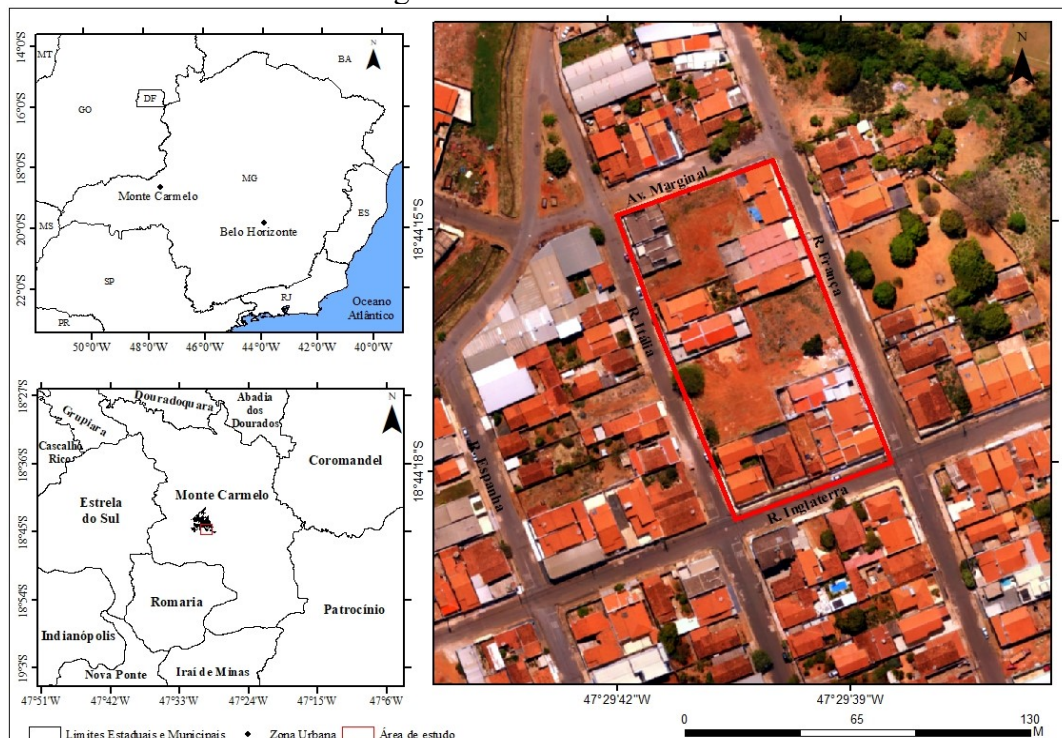 14°0'S
16°0'S
18°0'S
20°0'S
22°0'S
MT
BA
N
GO
DF
MG
Monte Carmelo
MS
Belo Horizonte
ES
SP
RJ
Oceano
Atlântico
PR
50°0'W
48°0'W
46°0'W
44°0'W
42°0'W
40°0'W
18°27'S
18°36'S
18°45'S
18°54'S
19°3'S
N
Grupiara
Douradoquara
Abadia
dos
Dourados
Cascalho
Rico
Coromandel
Estrela
do Sul
Monte Carmelo
Romaria
Patrocínio
Indianópolis
Nova Ponte
Iraí de Minas
47°51'W
47°42'W
47°33'W
47°24'W
47°15'W
47°6'W
N
Av. Marginal
R. França
R. Itália
R. Espanha
R. Inglaterra
18°44'15"S
18°44'18"S
47°29'42"W
47°29'39"W
Limites Estaduais e Municipais
Zona Urbana
Área de estudo
0
65
130
M